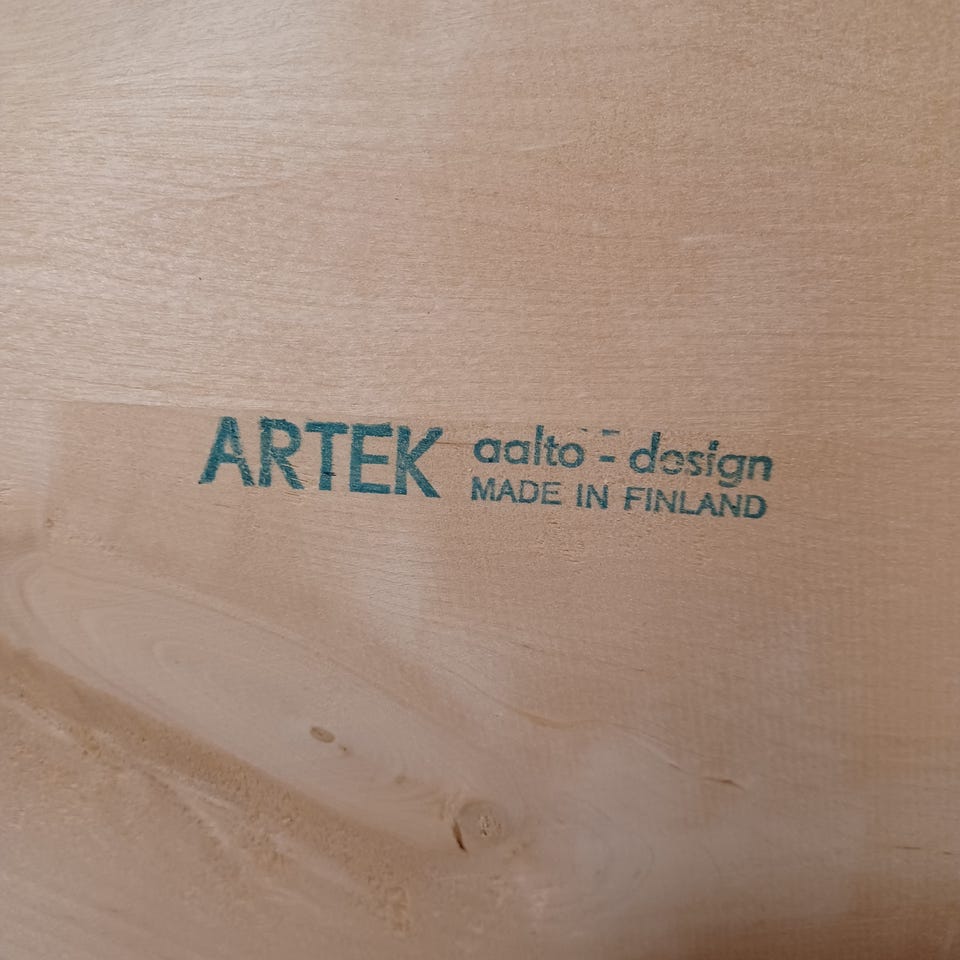 ARTEK aalto - design
MADE IN FINLAND